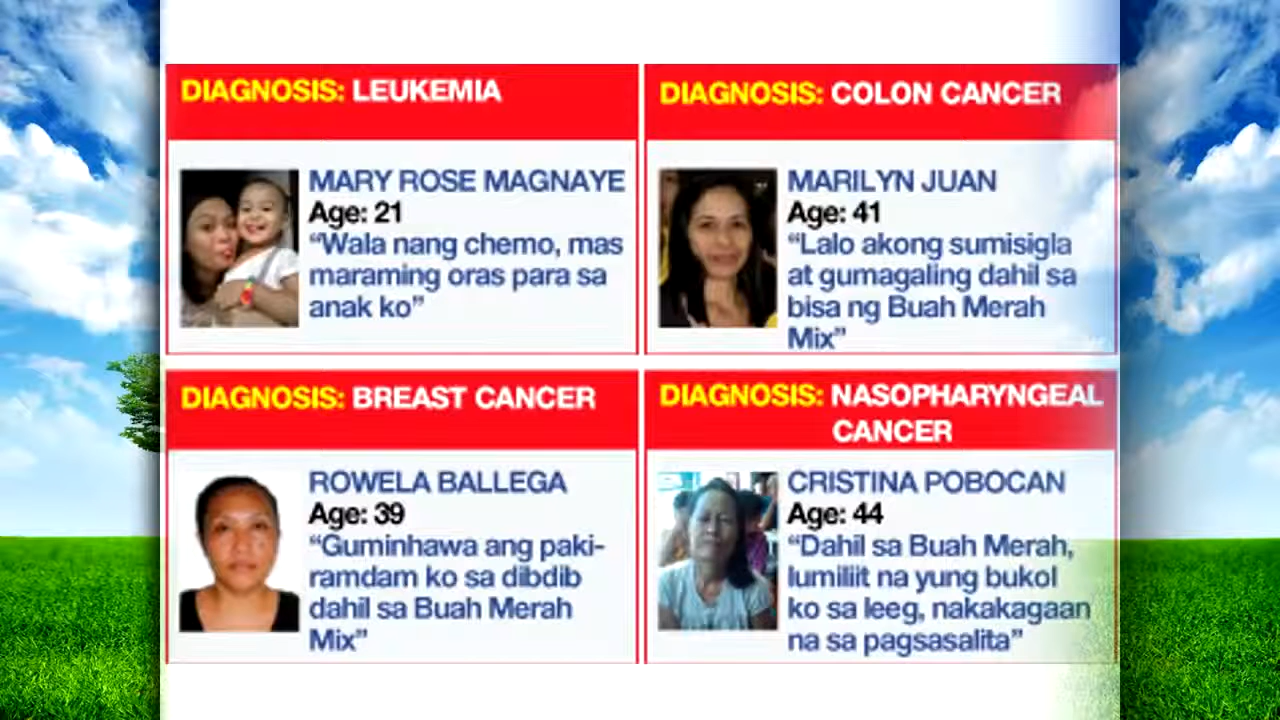 DIAGNOSIS: LEUKEMIA
MARY ROSE MAGNAYE
Age: 21
“Wala nang chemo, mas
maraming oras para sa
anak ko”
DIAGNOSIS: COLON CANCER
MARILYN JUAN
Age: 41
“Lalo akong sumisigla
at gumagaling dahil sa
bisa ng Buah Merah
Mix”
DIAGNOSIS: BREAST CANCER
ROWELA BALLEGA
Age: 39
“Guminhawa ang paki-
ramdam ko sa dibdib
dahil sa Buah Merah
Mix”
DIAGNOSIS: NASOPHARYNGEAL
CANCER
CRISTINA POBOCAN
Age: 44
“Dahil sa Buah Merah,
lumiliit na yung bukol
ko sa leeg, nakakagaan
na sa pagsasalita”